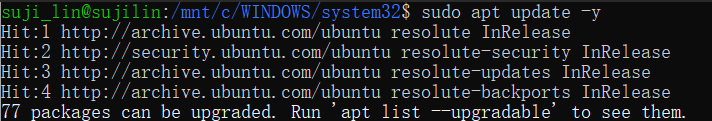 suji_lin@sujilin:/mnt/c/WINDOWS/system32$ sudo apt update -y
Hit:1 http://archive.ubuntu.com/ubuntu resolute InRelease
Hit:2 http://security.ubuntu.com/ubuntu resolute-security InRelease
Hit:3 http://archive.ubuntu.com/ubuntu resolute-updates InRelease
Hit:4 http://archive.ubuntu.com/ubuntu resolute-backports InRelease
77 packages can be upgraded. Run 'apt list --upgradable' to see them.